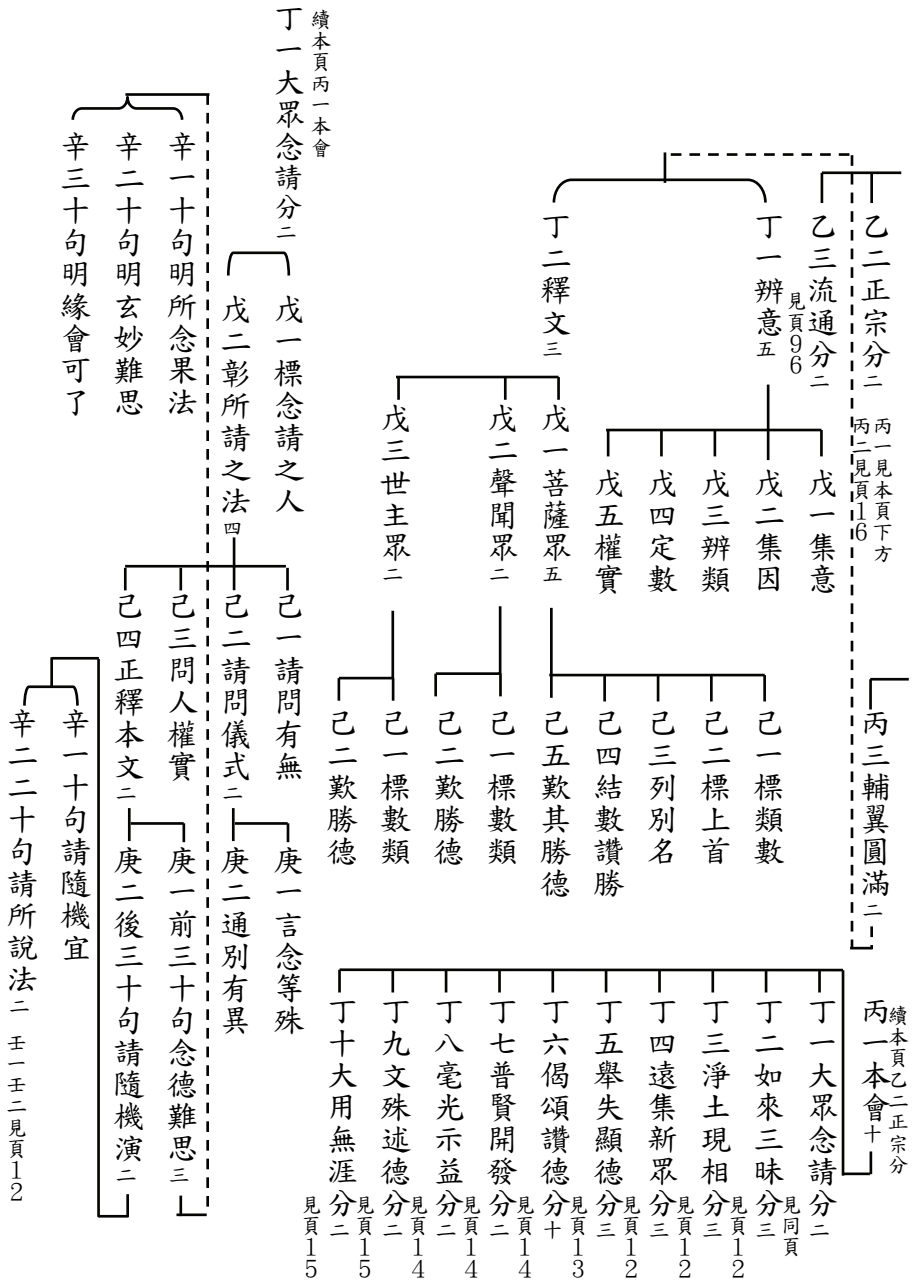 乙二正宗分二
丙一見本頁下方
丙二見頁16
乙三流通分二
見頁96
丙三輔翼圓滿二
丁一辨意五
戊一集意
戊二集因
戊三辨類
戊四定數
戊五權實
丁二釋文三
戊一菩薩眾五
己一標類數
己二標上首
己三列別名
己四結數讚勝
己五歎其勝德
戊二聲聞眾二
己一標數類
己二歎勝德
戊三世主眾二
己一標數類
己二歎勝德
續本頁乙二正宗分
丙一本會十
丁一大眾念請分二
見同頁
丁二如來三昧分三
見頁12
丁三淨土現相分三
見頁12
丁四遠集新眾分三
見頁12
丁五舉失顯德分三
見頁13
丁六偈頌讚德分十
見頁14
丁七普賢開發分二
見頁14
丁八毫光示益分二
見頁14
丁九文殊述德分二
見頁15
丁十大用無涯分二
見頁15
續本頁丙一本會
丁一大眾念請分二
戊一標念請之人
戊二彰所請之法四
己一請問有無
己二請問儀式二
庚一言念等殊
庚二通別有異
己三問人權實
己四正釋本文二
庚一前三十句念德難思三
庚二後三十句請隨機演二
辛一十句明所念果法
辛二十句明玄妙難思
辛三十句明緣會可了
辛一十句請隨機宜
辛二二十句請所說法二
壬一壬二見頁12